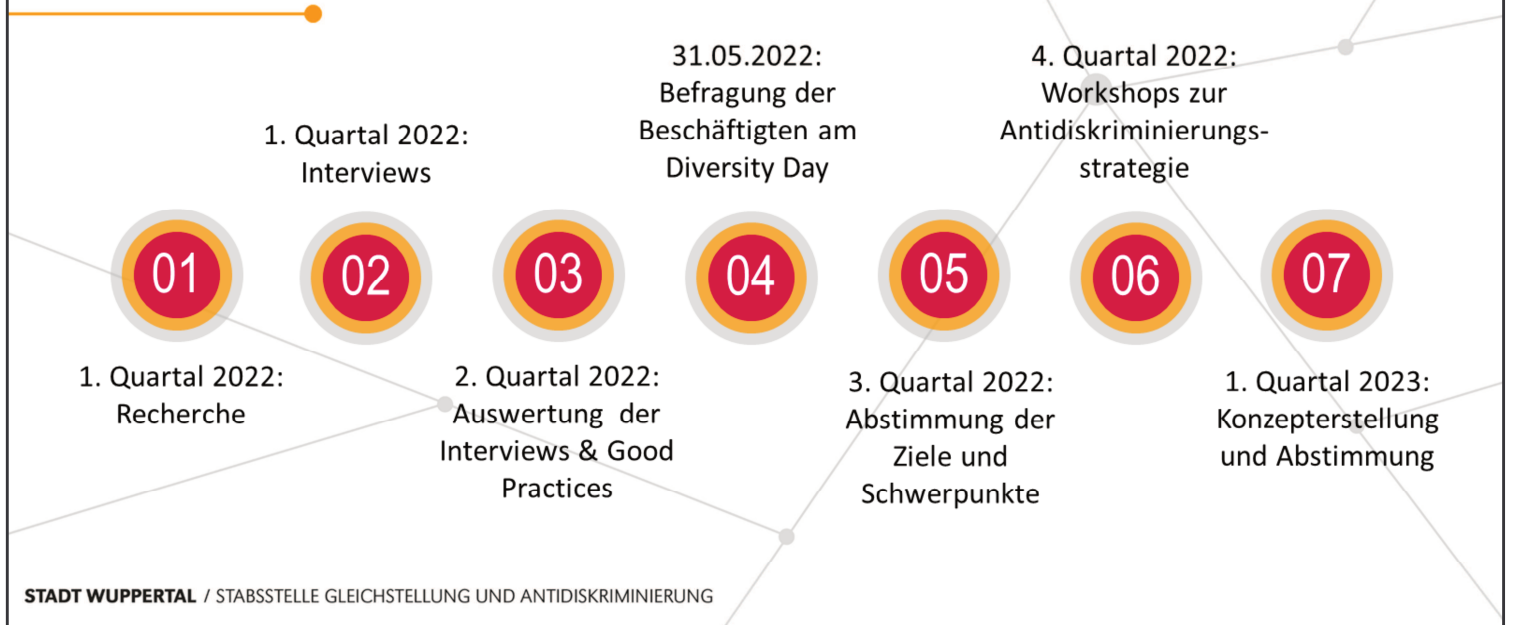 01
1. Quartal 2022:
Recherche
02
1. Quartal 2022:
Interviews
03
2. Quartal 2022:
Auswertung der
Interviews & Good
Practices
04
31.05.2022:
Befragung der
Beschäftigten am
Diversity Day
05
3. Quartal 2022:
Abstimmung der
Ziele und
Schwerpunkte
06
4. Quartal 2022:
Workshops zur
Antidiskriminierungs-
strategie
07
1. Quartal 2023:
Konzepterstellung
und Abstimmung
STADT WUPPERTAL / STABSSTELLE GLEICHSTELLUNG UND ANTIDISKRIMINIERUNG